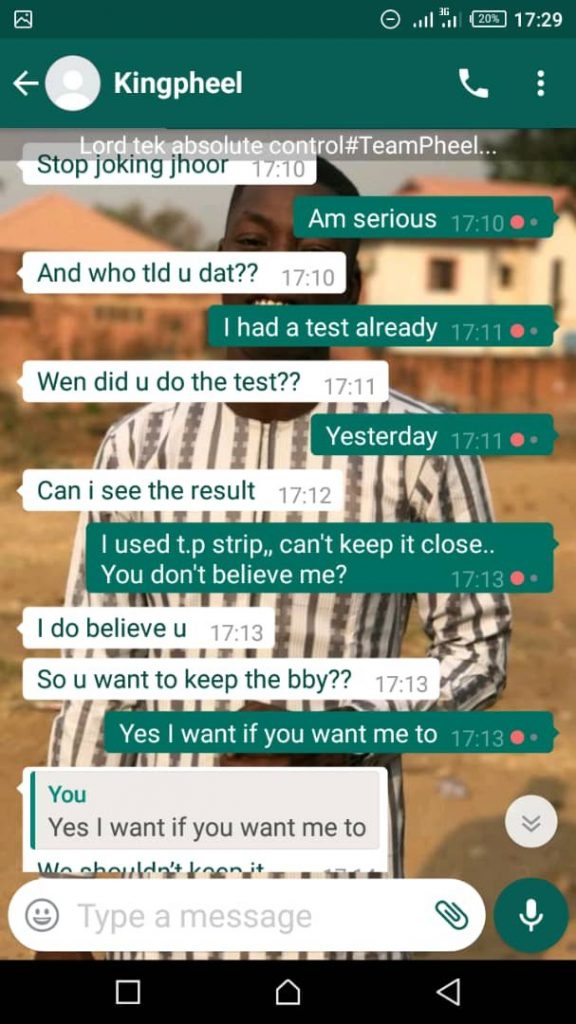 3G
20%
17:29
Kingpheel
Lord tek absolute control#TeamPheel...
Stop joking jhoor 17:10
Am serious 17:10
And who tld u dat?? 17:10
I had a test already 17:11
Wen did u do the test?? 17:11
Yesterday 17:11
Can i see the result 17:12
I used t.p strip,, can't keep it close..
You don't believe me? 17:13
I do believe u 17:13
So u want to keep the bby?? 17:13
Yes I want if you want me to 17:13
You
Yes I want if you want me to
We shouldn't keep it
Type a message